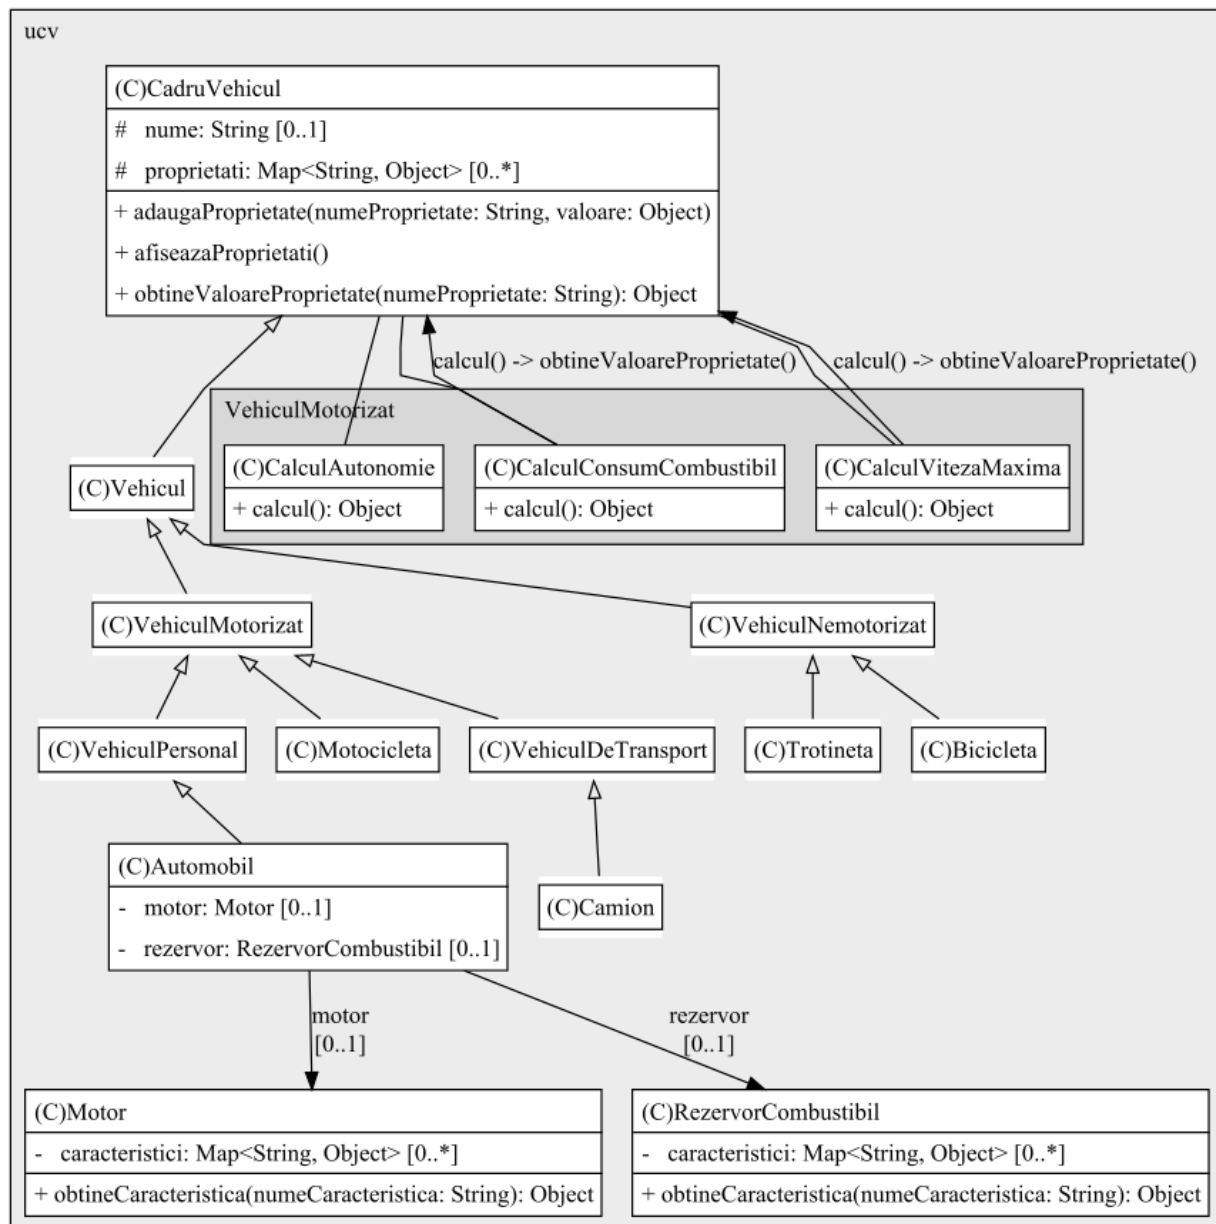 ucv
(C)CadruVehicul
# nume: String [0..1]
# proprietati: Map<String, Object> [0..*]
+ adaugaProprietate(numeProprietate: String, valoare: Object)
+ afiseazaProprietati()
+ obtineValoareProprietate(numeProprietate: String): Object
calcul() -> obtineValoareProprietate()
calcul() -> obtineValoareProprietate()
VehiculMotorizat
(C)CalculAutonomie
+ calcul(): Object
(C)CalculConsumCombustibil
+ calcul(): Object
(C)CalculVitezaMaxima
+ calcul(): Object
(C)Vehicul
(C)VehiculMotorizat
(C)VehiculNemotorizat
(C)VehiculPersonal
(C)Motocicleta
(C)VehiculDeTransport
(C)Trotineta
(C)Bicicleta
(C)Automobil
- motor: Motor [0..1]
- rezervor: RezervorCombustibil [0..1]
(C)Camion
motor
[0..1]
rezervor
[0..1]
(C)Motor
- caracteristici: Map<String, Object> [0..*]
+ obtineCaracteristica(numeCaracteristica: String): Object
(C)RezervorCombustibil
- caracteristici: Map<String, Object> [0..*]
+ obtineCaracteristica(numeCaracteristica: String): Object